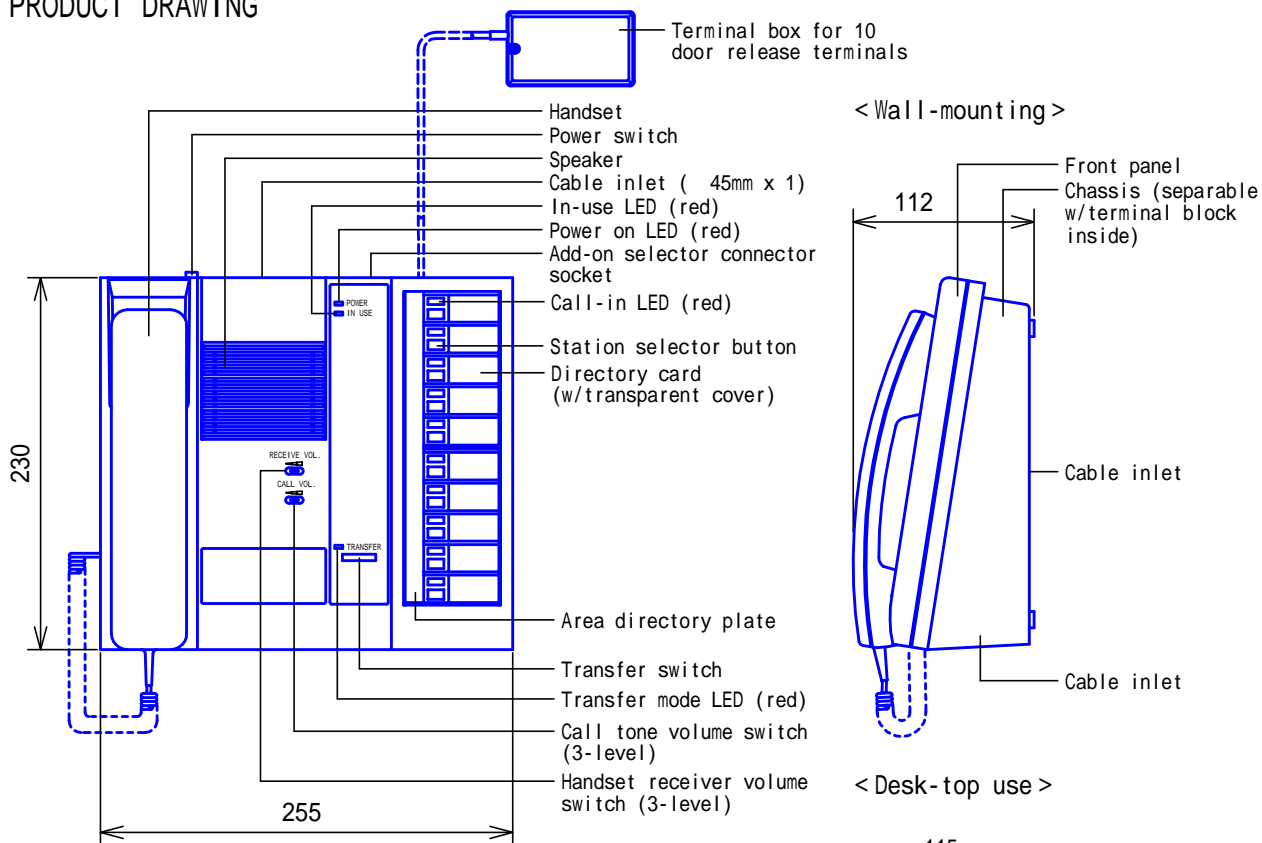 PRODUCT DRAWING
Terminal box for 10
door release terminals
Handset
Power switch
Speaker
Cable inlet ( 45mm x 1)
In-use LED (red)
Power on LED (red)
Add-on selector connector
socket
Call-in LED (red)
Station selector button
Directory card
(w/transparent cover)
POWER
IN USE
RECEIVE VOL.
CALL VOL.
TRANSFER
230
255
Area directory plate
Transfer switch
Transfer mode LED (red)
Call tone volume switch
(3-level)
Handset receiver volume
switch (3-level)
<Wall-mounting>
Front panel
Chassis (separable
w/terminal block
inside)
112
Cable inlet
Cable inlet
<Desk-top use>
115